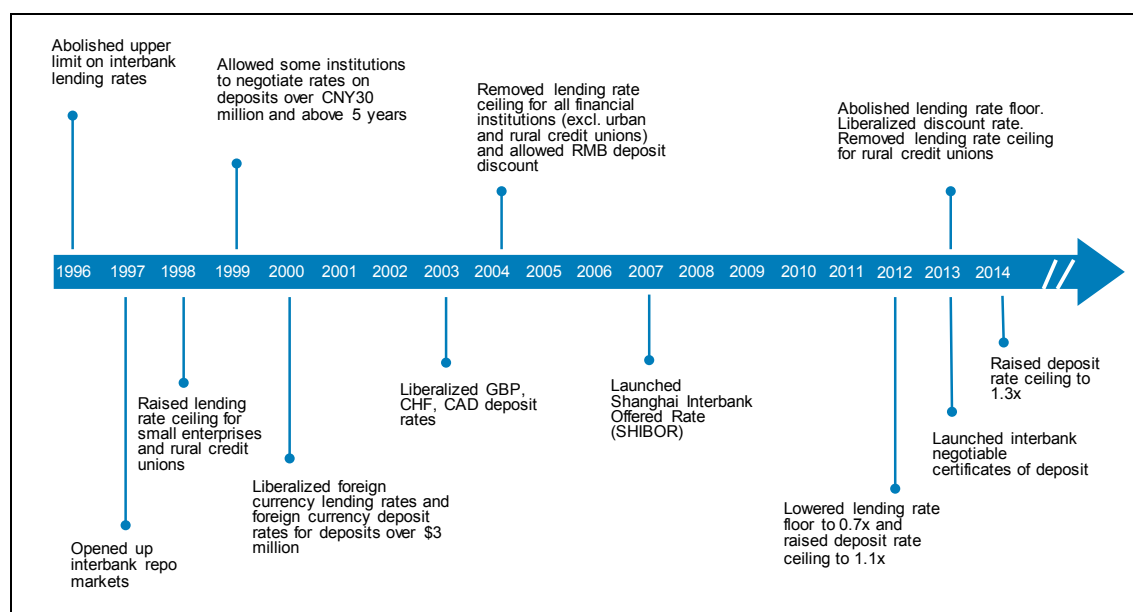 Abolished upper
limit on interbank
lending rates
Allowed some institutions
to negotiate rates on
deposits over CNY30
million and above 5 years
Removed lending rate
ceiling for all financial
institutions (excl. urban
and rural credit unions)
and allowed RMB deposit
discount
Abolished lending rate floor.
Liberalized discount rate.
Removed lending rate ceiling
for rural credit unions
1996 1997 1998 1999 2000 2001 2002 2003 2004 2005 2006 2007 2008 2009 2010 2011 2012 2013 2014
Opened up
interbank repo
markets
Raised lending
rate ceiling for
small enterprises
and rural credit
unions
Liberalized foreign
currency lending rates and
foreign currency deposit
rates for deposits over $3
million
Liberalized GBP,
CHF, CAD deposit
rates
Launched
Shanghai Interbank
Offered Rate
(SHIBOR)
Lowered lending rate
floor to 0.7x and
raised deposit rate
ceiling to 1.1x
Launched interbank
negotiable
certificates of deposit
Raised deposit
rate ceiling to
1.3x